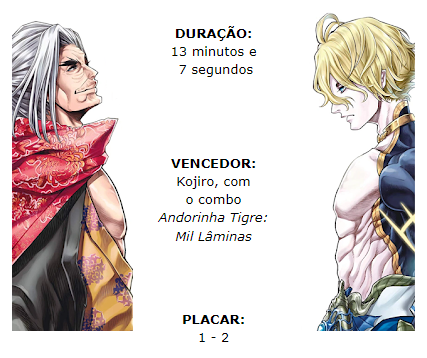 DURAÇÃO:
13 minutos e
7 segundos
VENCEDOR:
Kojiro, com
o combo
Andorinha Tigre:
Mil Lâminas
PLACAR:
1 - 2